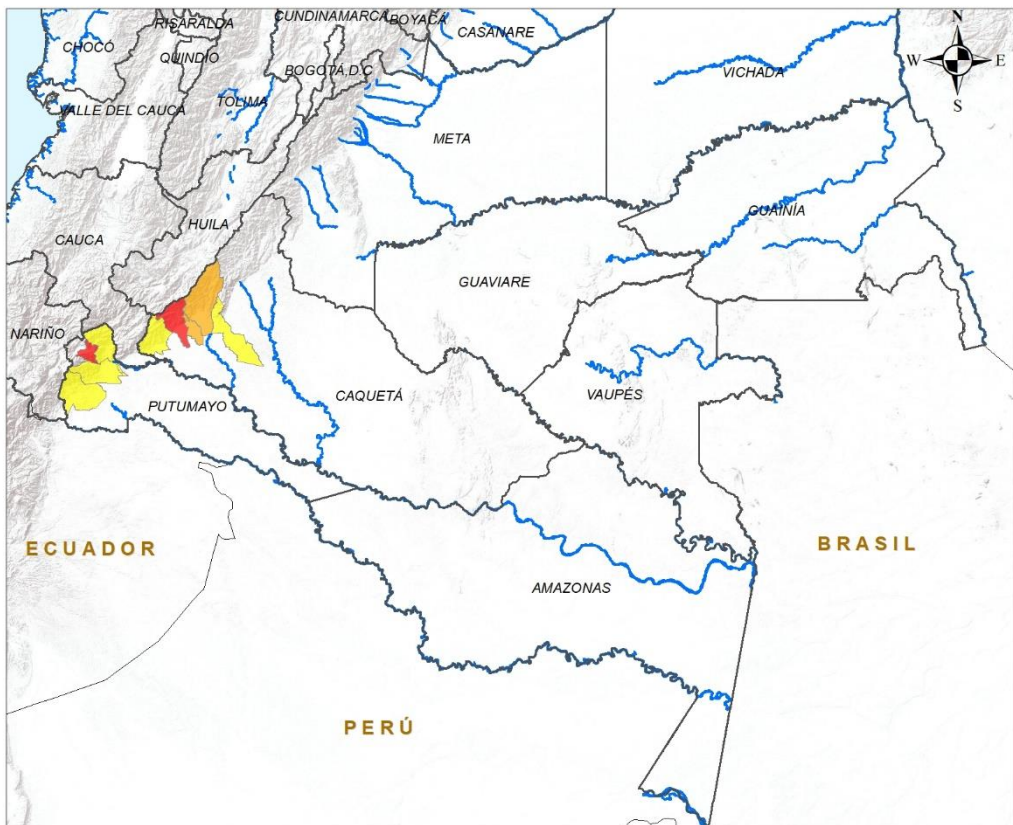 CUNDINAMARCA
BOYACÁ
RISARALDA
CASANARE
N
CHOCÓ
QUINDÍO
BOGOTÁ, D.C
VICHADA
W
E
S
VALLE DEL CAUCA
TOLIMA
META
GUAINÍA
HUILA
CAUCA
GUAVIARE
NARIÑO
CAQUETÁ
VAUPÉS
PUTUMAYO
ECUADOR
BRASIL
AMAZONAS
PERÚ